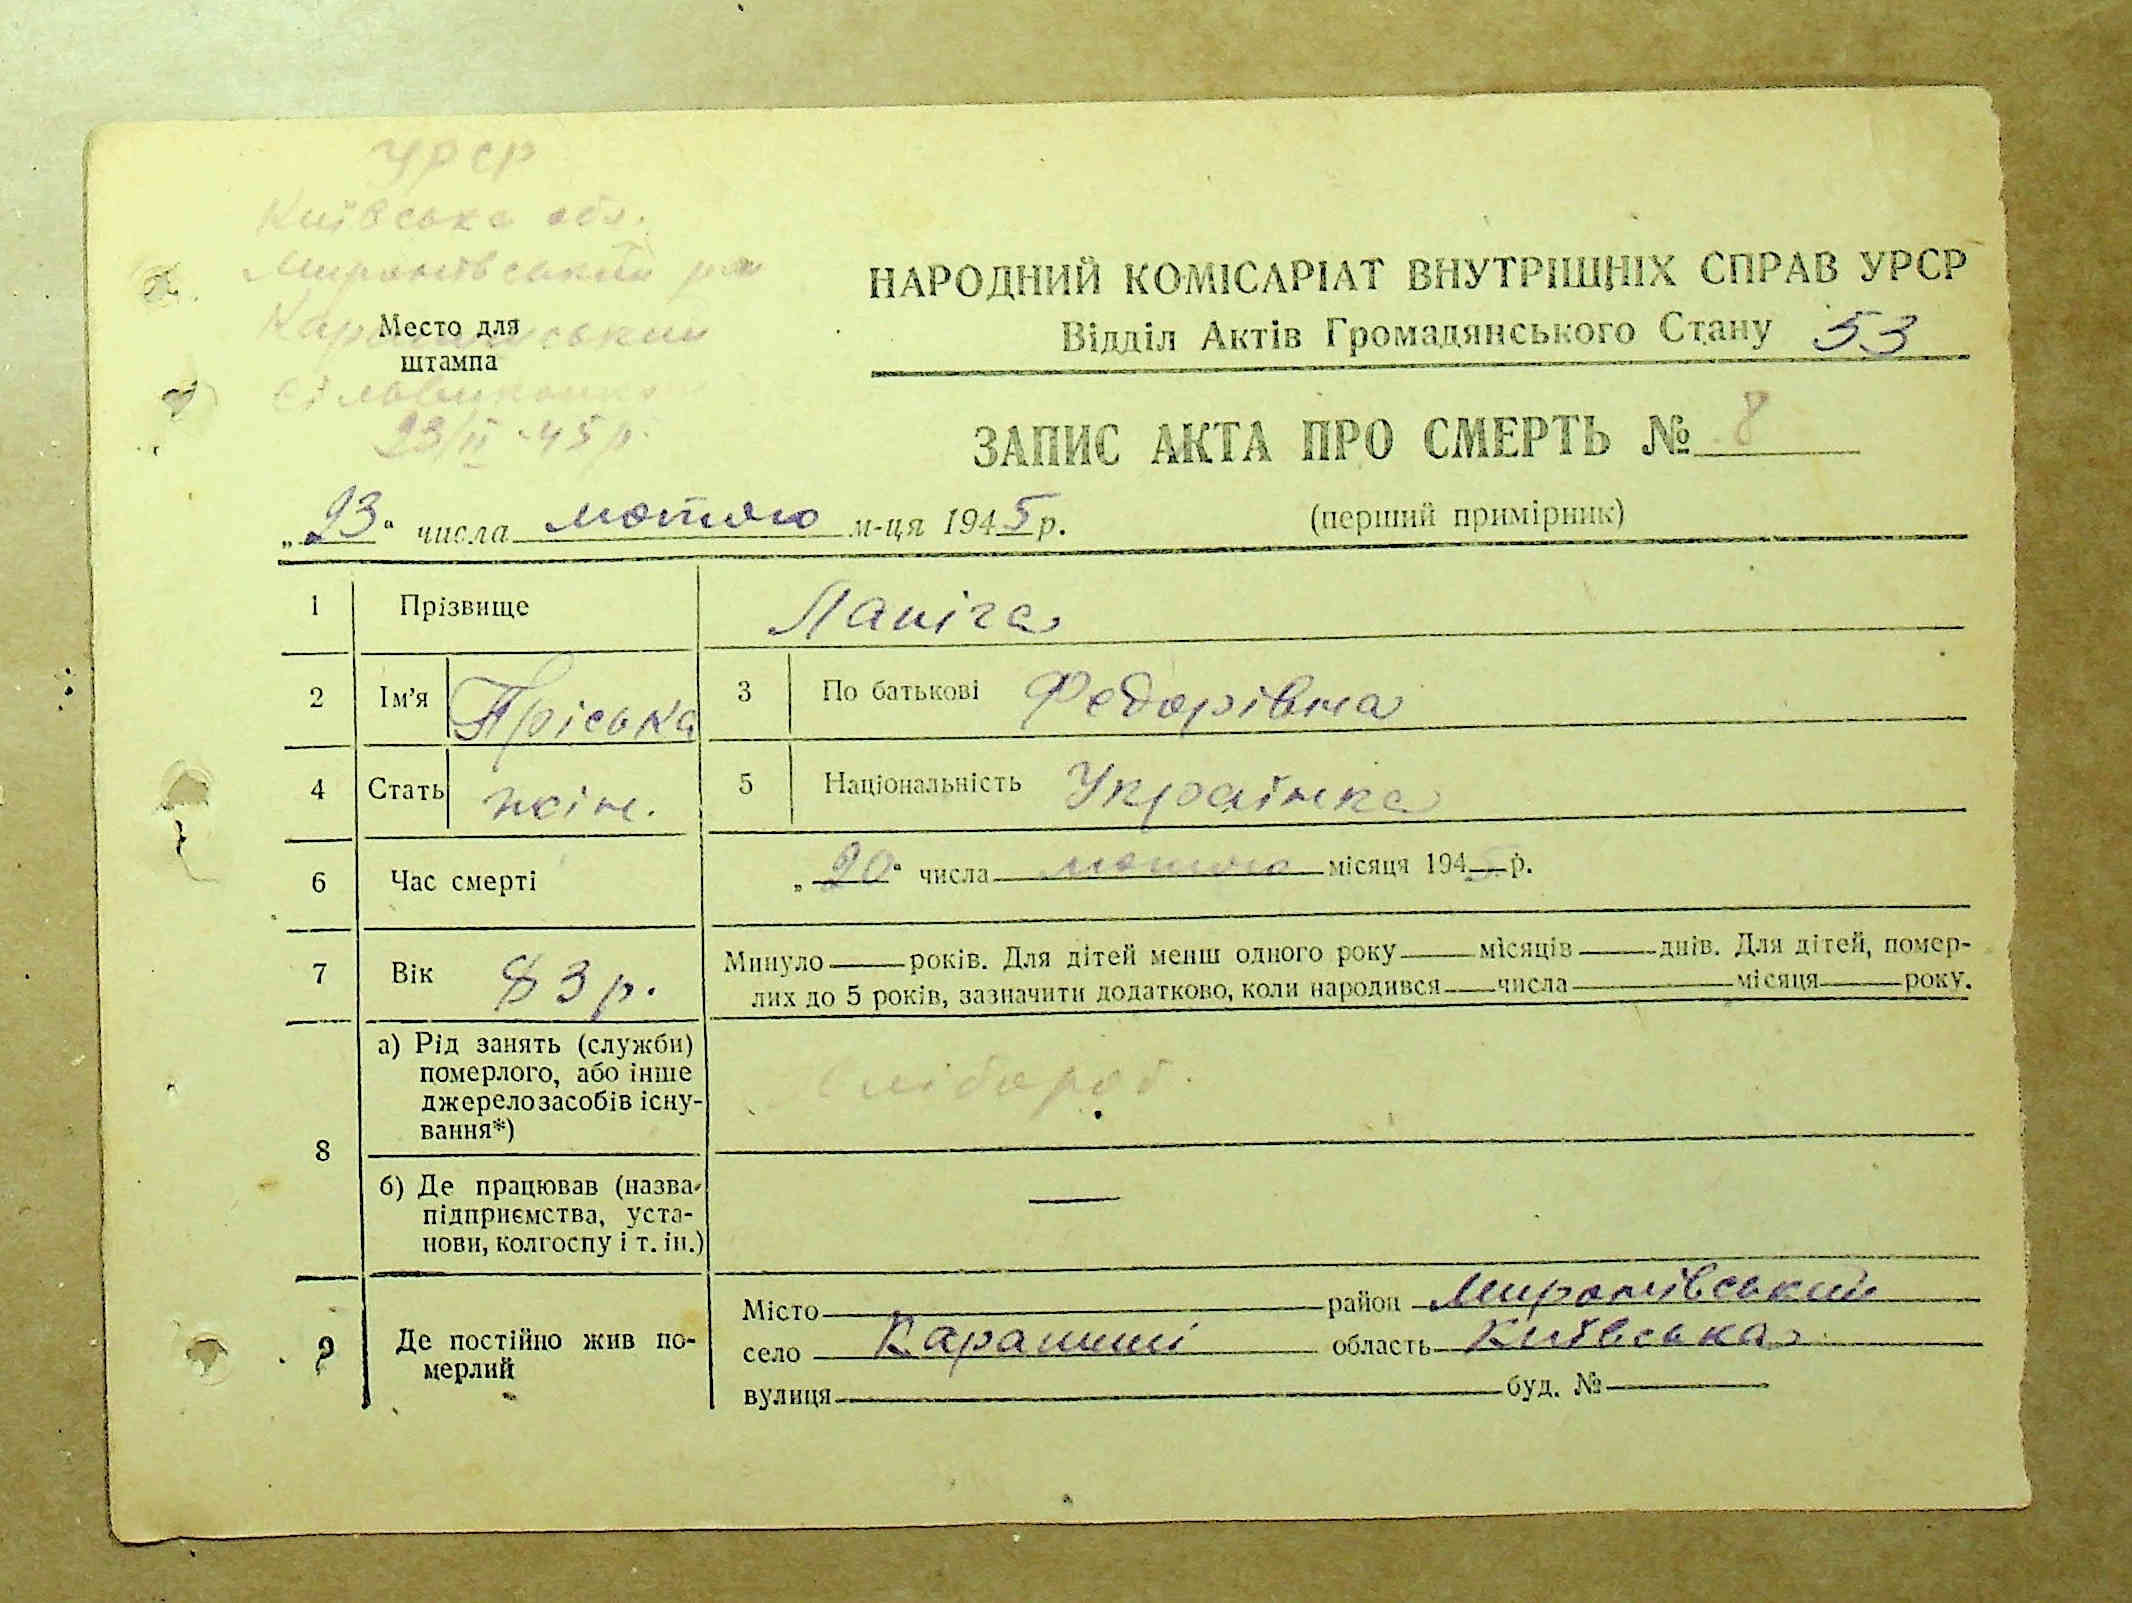 УРСР
Київська обл.
Миронівський р-н
Карапишський
23/II-45 р.
Место для
штампа
НАРОДНИЙ КОМІСАРІАТ ВНУТРІШНІХ СПРАВ УРСР
Відділ Актів Громадянського Стану 53
ЗАПИС АКТА ПРО СМЕРТЬ № 8
„23“ числа лютого м-ця 1945 р. (перший примірник)
1 Прізвище Лапіга
2 Ім'я Пріська 3 По батькові Федорівна
4 Стать жін. 5 Національність Українка
6 Час смерті „20“ числа лютого місяця 1945 р.
7 Вік 83 р. Минуло років. Для дітей менш одного року місяців днів. Для дітей, помер-
лих до 5 років, зазначити додатково, коли народився числа місяця року.
8 а) Рід занять (служби)
померлого, або інше
джерело засобів існу-
вання*)
хлібороб.
б) Де працював (назва
підприємства, уста-
нови, колгоспу і т. ін.) —
9 Де постійно жив по-
мерлий
Місто район Миронівський
село Карапиші область Київська
вулиця буд. №